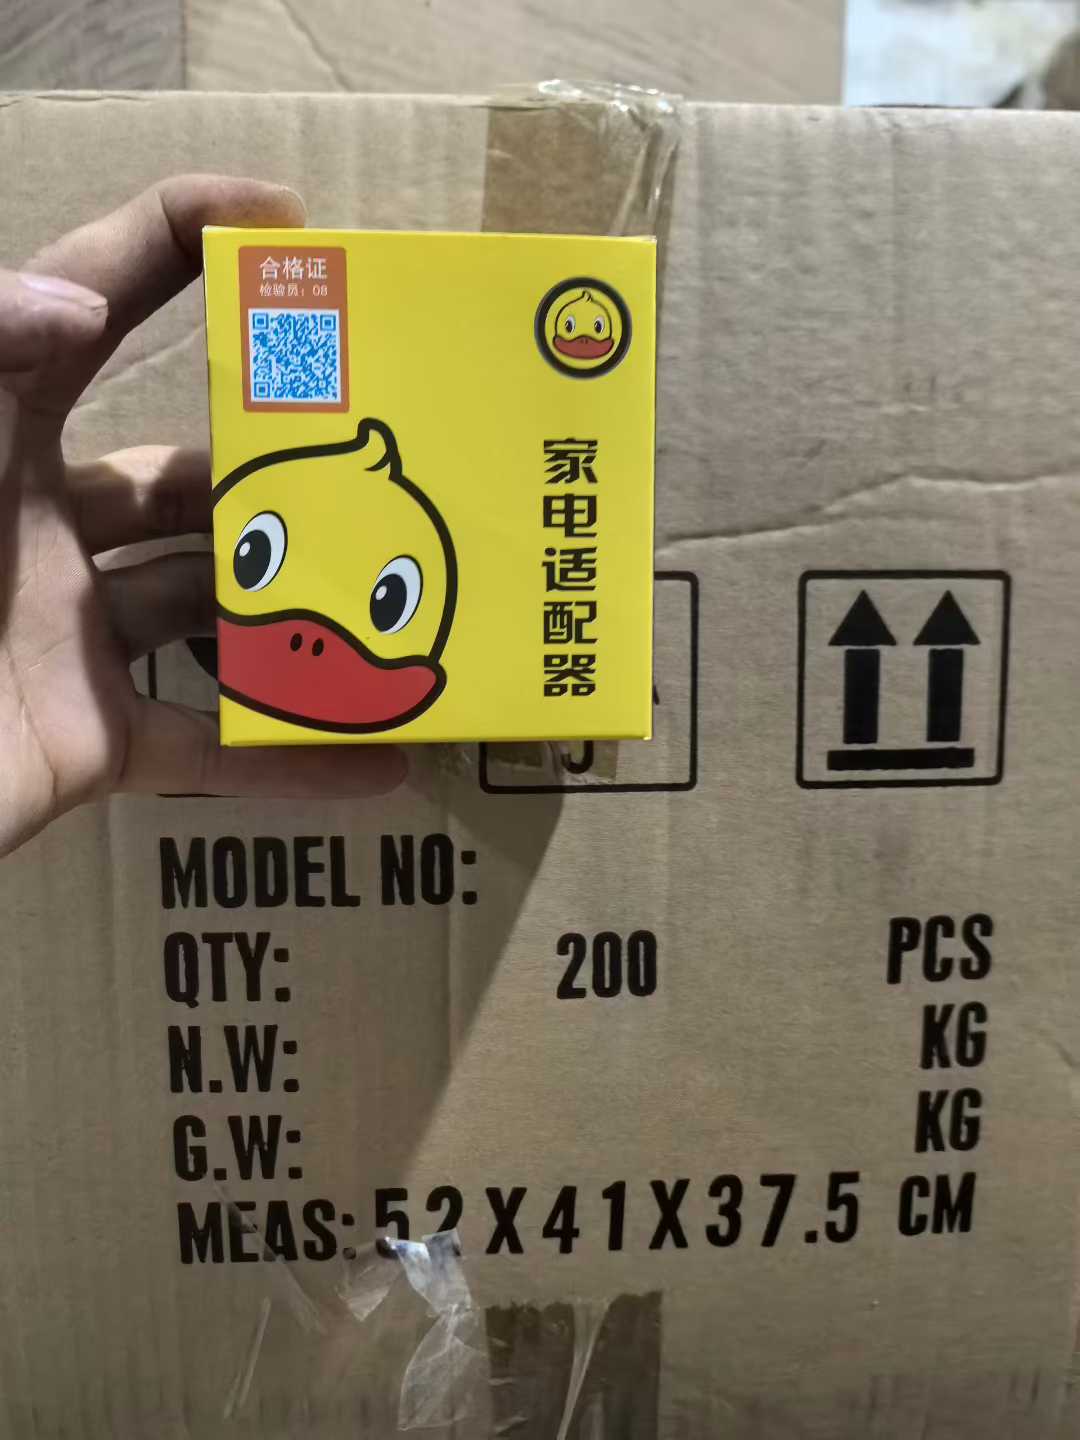 合格证
检验员：08
家电适配器
MODEL NO:
QTY: 200 PCS
N.W: KG
G.W: KG
MEAS: 52 X 41 X 37.5 CM